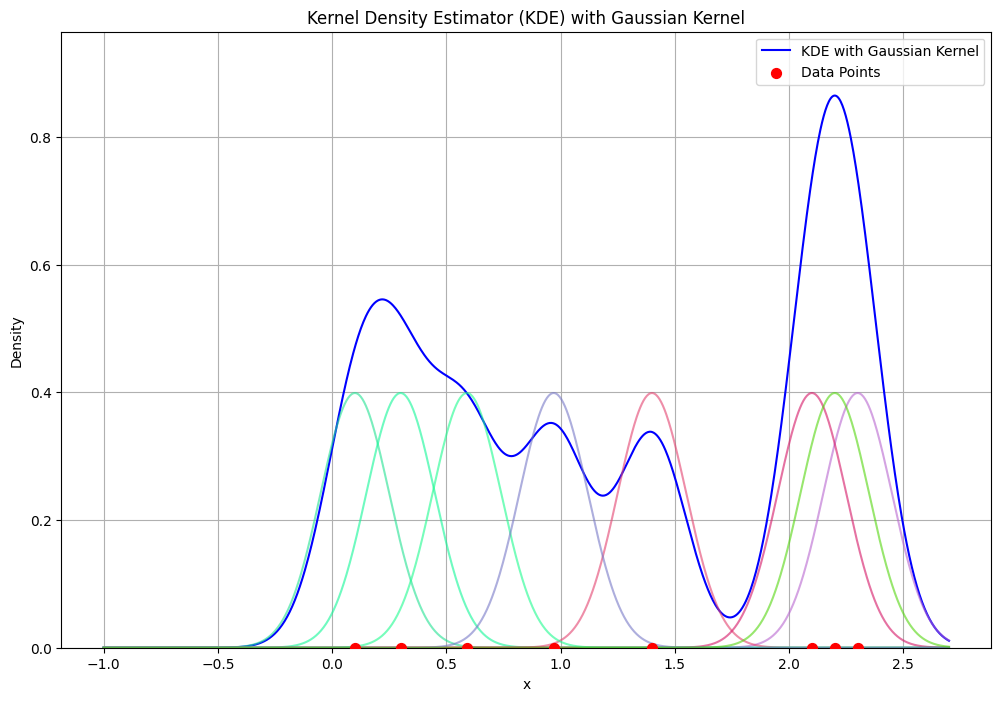 Kernel Density Estimator (KDE) with Gaussian Kernel
KDE with Gaussian Kernel
Data Points
Density
0.8
0.6
0.4
0.2
0.0
−1.0 −0.5 0.0 0.5 1.0 1.5 2.0 2.5
x